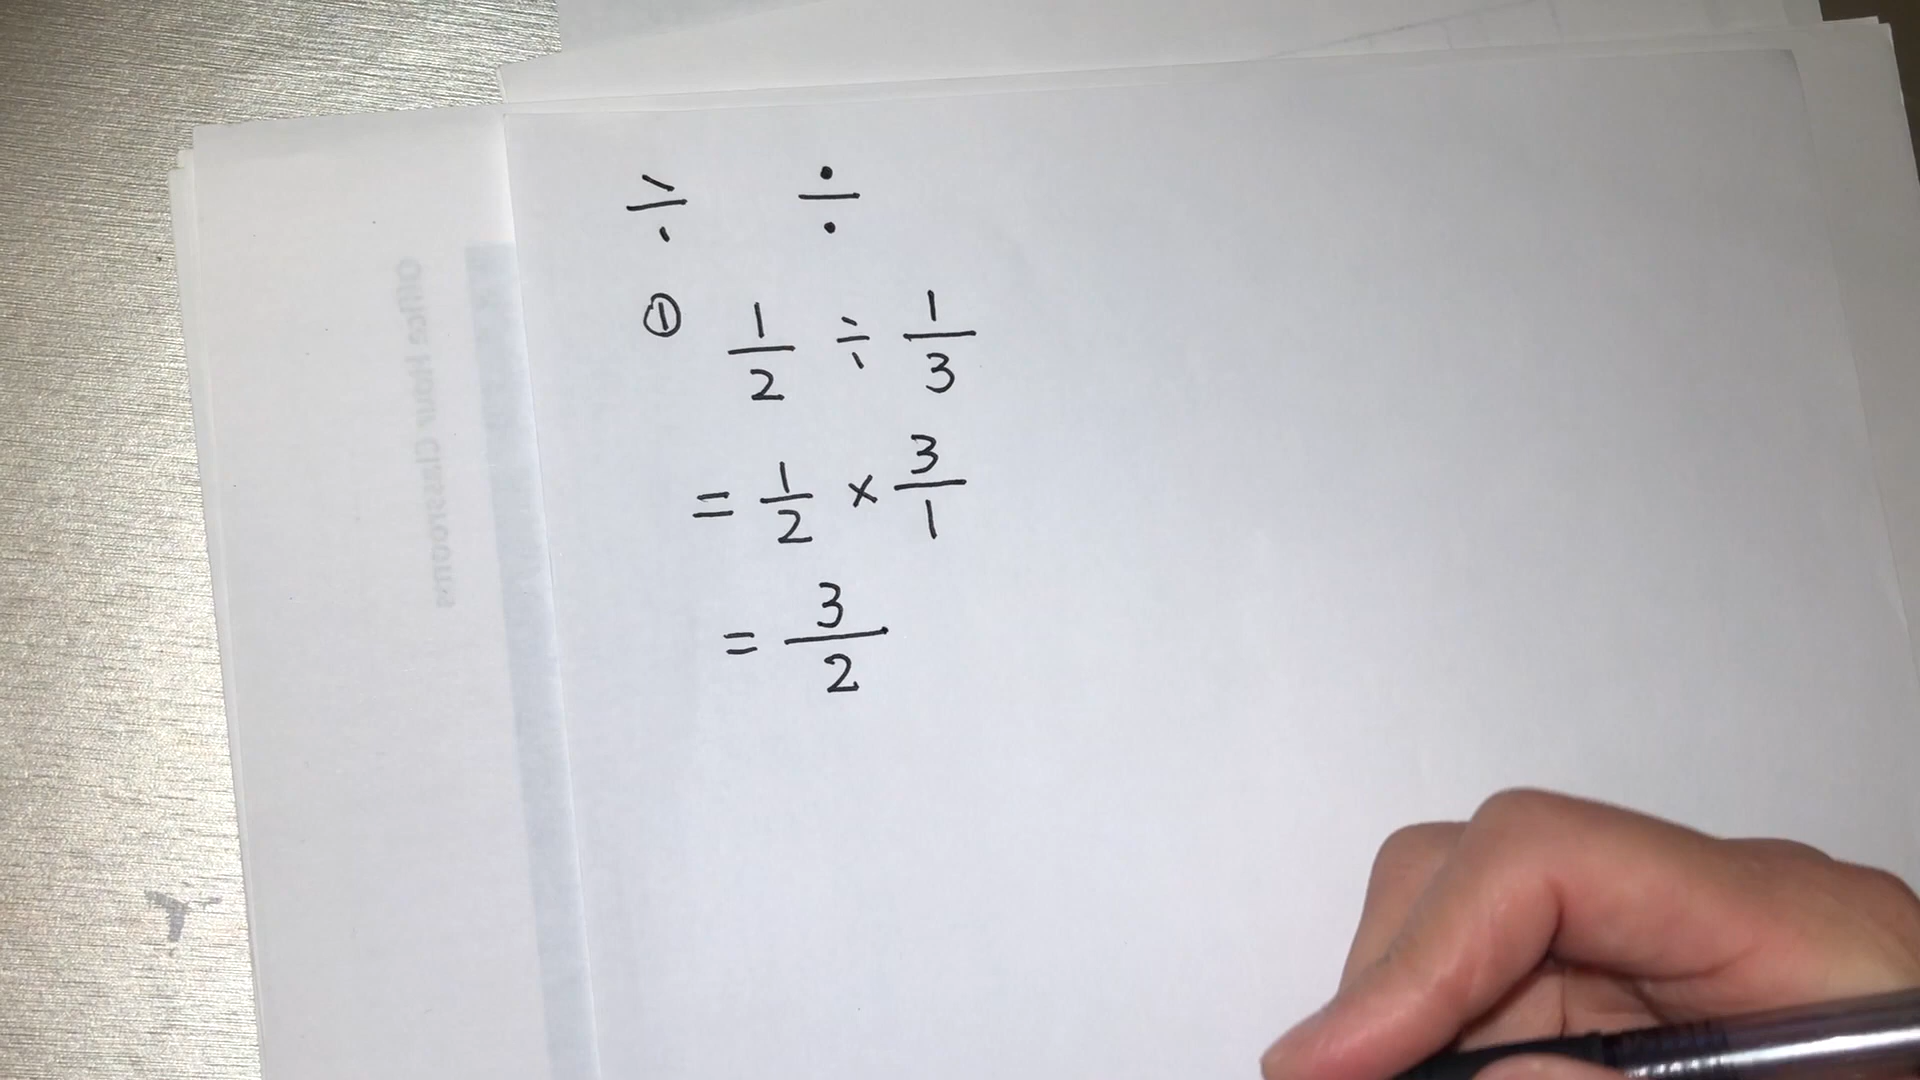 ÷ ÷
① 1/2 ÷ 1/3
= 1/2 × 3/1
= 3/2